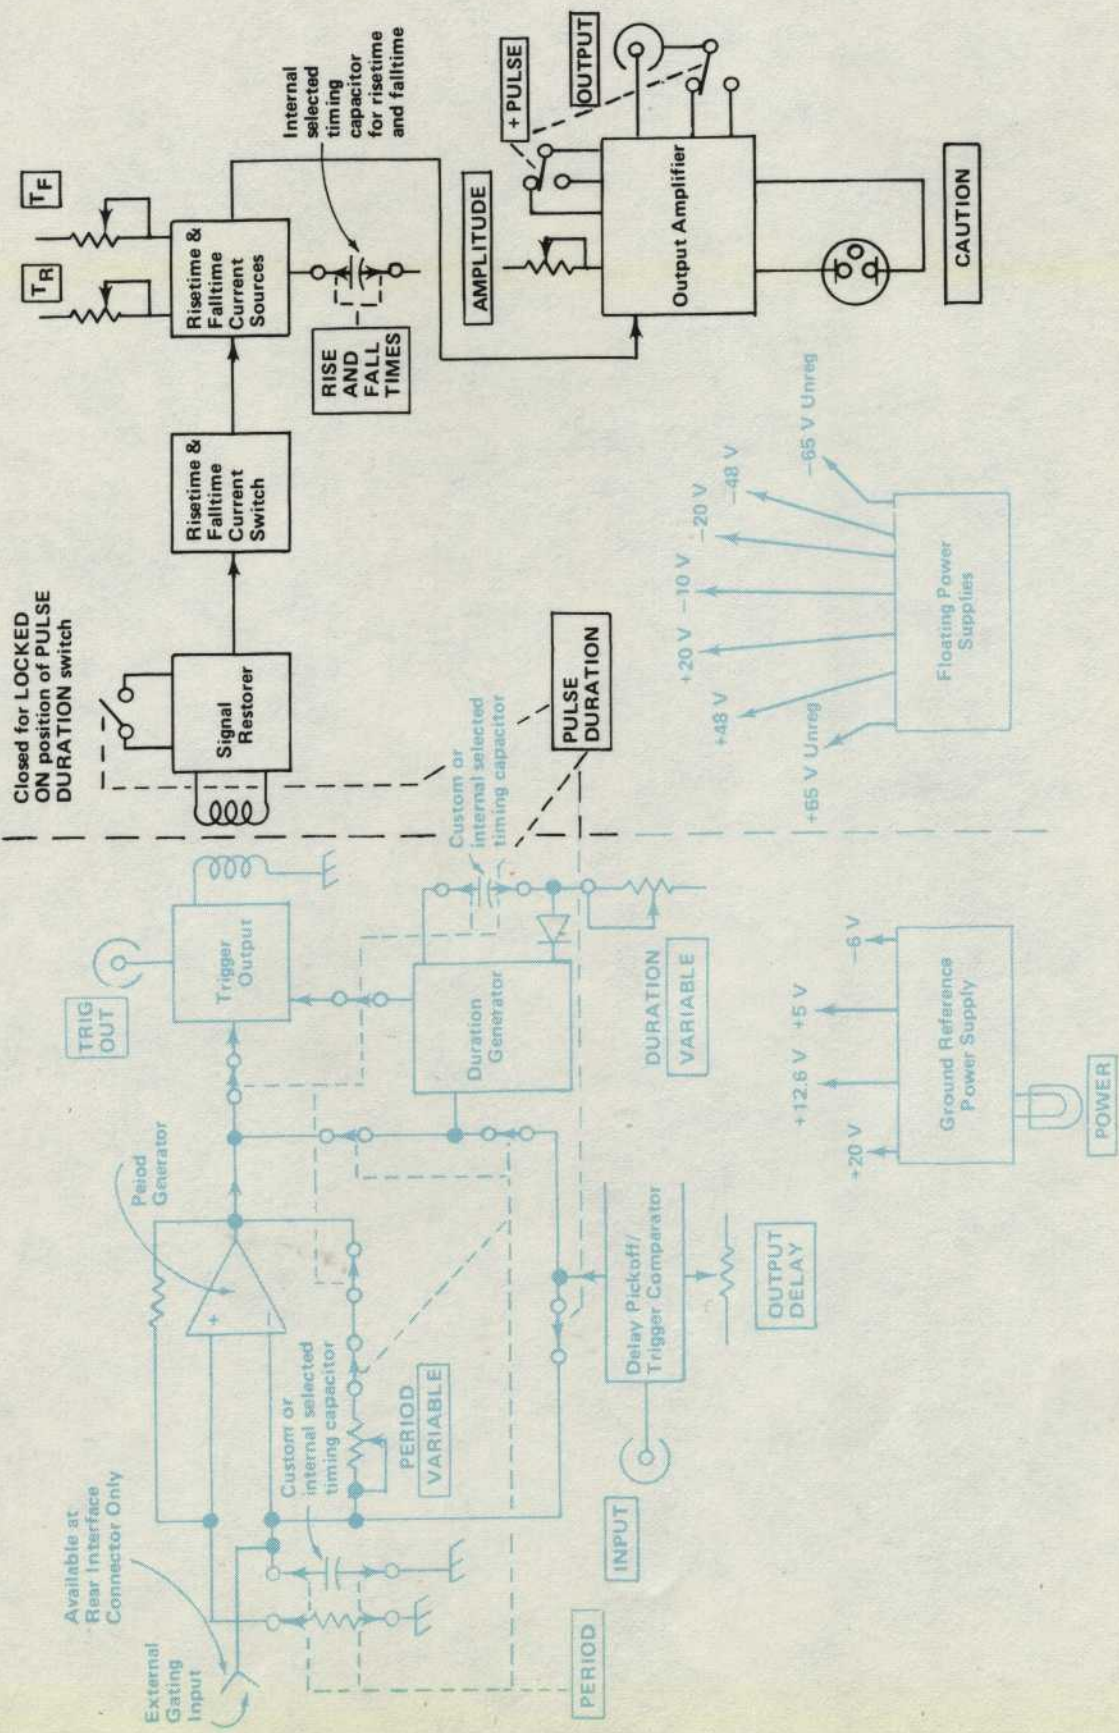 External
Gating
Input
Available at
Rear Interface
Connector Only
Peiod
Generator
+
−
Custom or
internal selected
timing capacitor
PERIOD
VARIABLE
PERIOD
INPUT
Delay Pickoff/
Trigger Comparator
OUTPUT
DELAY
TRIG
OUT
Trigger
Output
Duration
Generator
Custom or
internal selected
timing capacitor
DURATION
VARIABLE
PULSE
DURATION
Closed for LOCKED
ON position of PULSE
DURATION switch
Signal
Restorer
Risetime &
Falltime
Current
Switch
Risetime &
Falltime
Current
Sources
TR
TF
RISE
AND
FALL
TIMES
Internal
selected
timing
capacitor
for risetime
and falltime
AMPLITUDE
+ PULSE
OUTPUT
Output Amplifier
CAUTION
+20 V
+12.6 V
+5 V
−6 V
Ground Reference
Power Supply
POWER
+65 V Unreg
+48 V
+20 V
−10 V
−20 V
−48 V
−65 V Unreg
Floating Power
Supplies